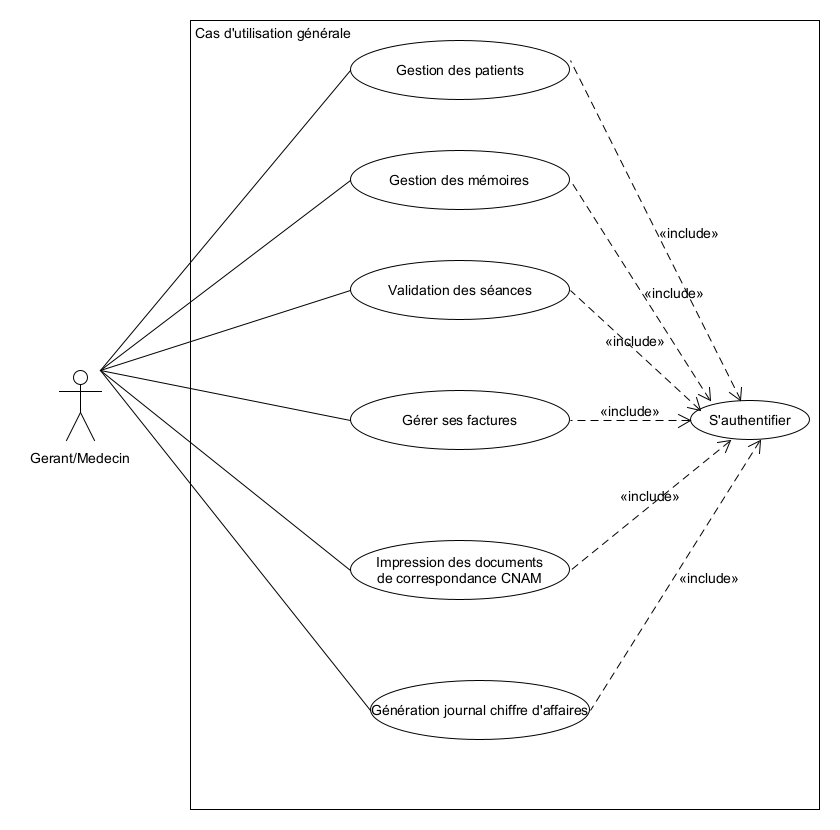 Cas d'utilisation générale
Gestion des patients
Gestion des mémoires
«include»
«include»
Validation des séances
«include»
Gérer ses factures
«include»
S'authentifier
Gerant/Medecin
«include»
Impression des documents
de correspondance CNAM
«include»
Génération journal chiffre d'affaires